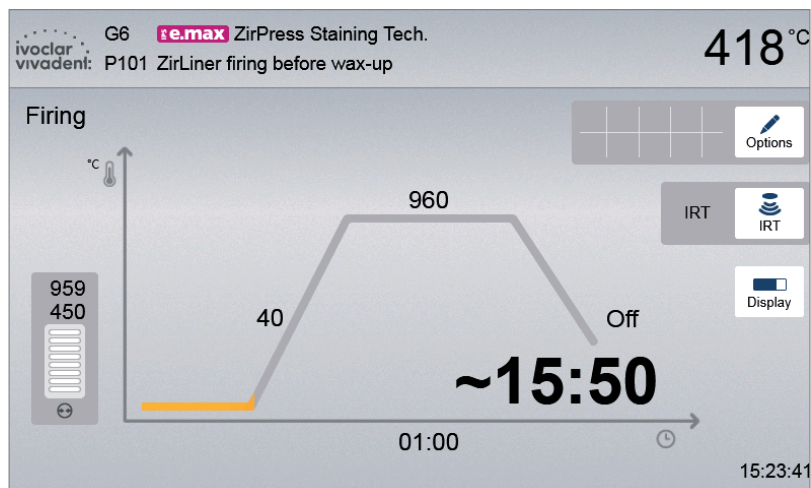 ivoclar
vivadent:
G6 e.max ZirPress Staining Tech.
P101 ZirLiner firing before wax-up
418 °C
Firing
Options
°C
960
IRT IRT
959
450
40
Off
Display
~15:50
01:00
15:23:41